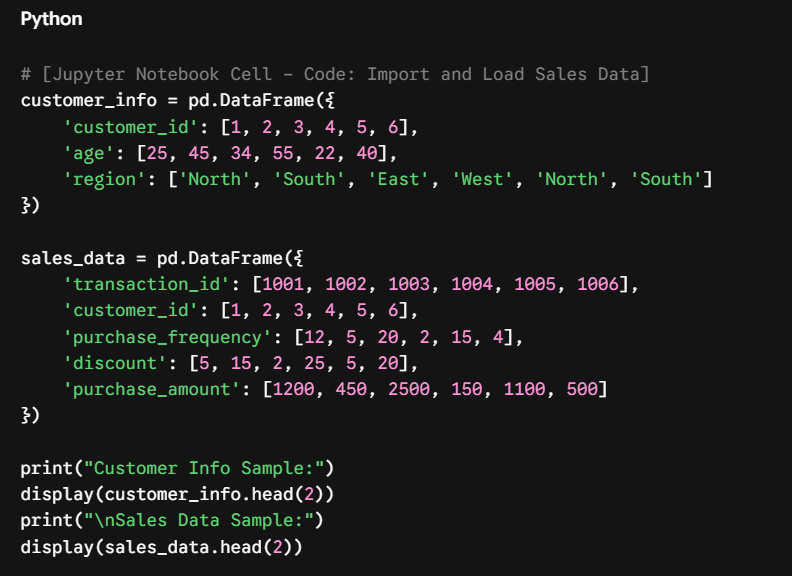 Python
# [Jupyter Notebook Cell – Code: Import and Load Sales Data]
customer_info = pd.DataFrame({
    'customer_id': [1, 2, 3, 4, 5, 6],
    'age': [25, 45, 34, 55, 22, 40],
    'region': ['North', 'South', 'East', 'West', 'North', 'South']
})
sales_data = pd.DataFrame({
    'transaction_id': [1001, 1002, 1003, 1004, 1005, 1006],
    'customer_id': [1, 2, 3, 4, 5, 6],
    'purchase_frequency': [12, 5, 20, 2, 15, 4],
    'discount': [5, 15, 2, 25, 5, 20],
    'purchase_amount': [1200, 450, 2500, 150, 1100, 500]
})
print("Customer Info Sample:")
display(customer_info.head(2))
print("\nSales Data Sample:")
display(sales_data.head(2))